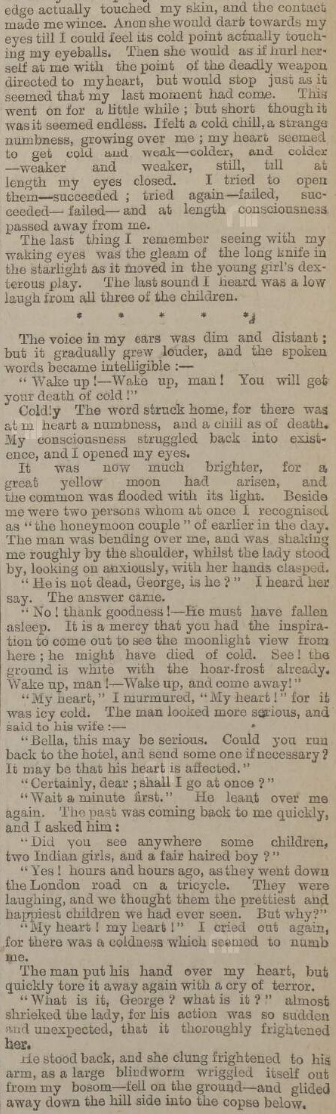 edge actually touched my skin, and the contact
made me wince. Anon she would dart towards my
eyes till I could feel its cold point actually touch-
ing my eyeballs. Then she would as if hurl her-
self at me with the point of the deadly weapon
directed to my heart, but would stop just as it
seemed that my last moment had come. This
went on for a little while; but short though it
was it seemed endless. I felt a cold chill, a strange
numbness, growing over me; my heart seemed
to get cold and weak—colder, and colder
—weaker and weaker, still, till at
length my eyes closed. I tried to open
them—succeeded; tried again—failed, suc-
ceeded—failed—and at length consciousness
passed away from me.
The last thing I remember seeing with my
waking eyes was the gleam of the long knife in
the starlight as it moved in the young girl's dex-
terous play. The last sound I heard was a low
laugh from all three of the children.
* * * * *
The voice in my ears was dim and distant;
but it gradually grew louder, and the spoken
words became intelligible:—
"Wake up!—Wake up, man! You will get
your death of cold!"
Cold! The word struck home, for there was
at m heart a numbness, and a chill as of death.
My consciousness struggled back into exist-
ence, and I opened my eyes.
It was now much brighter, for a
great yellow moon had arisen, and
the common was flooded with its light. Beside
me were two persons whom at once I recognised
as "the honeymoon couple" of earlier in the day.
The man was bending over me, and was shaking
me roughly by the shoulder, whilst the lady stood
by, looking on anxiously, with her hands clasped.
"He is not dead, George, is he?" I heard her
say. The answer came.
"No! thank goodness!—He must have fallen
asleep. It is a mercy that you had the inspira-
tion to come out to see the moonlight view from
here; he might have died of cold. See! the
ground is white with the hoar-frost already.
Wake up, man!—Wake up, and come away!"
"My heart," I murmured, "My heart!" for it
was icy cold. The man looked more serious, and
said to his wife:—
"Bella, this may be serious. Could you run
back to the hotel, and send some one if necessary?
It may be that his heart is affected."
"Certainly, dear; shall I go at once?"
"Wait a minute first." He leant over me
again. The past was coming back to me quickly,
and I asked him:
"Did you see anywhere some children,
two Indian girls, and a fair haired boy?"
"Yes! hours and hours ago, as they went down
the London road on a tricycle. They were
laughing, and we thought them the prettiest and
happiest children we had ever seen. But why?"
"My heart! my heart!" I cried out again,
for there was a coldness which seemed to numb
me.
The man put his hand over my heart, but
quickly tore it away again with a cry of terror.
"What is it, George? what is it?" almost
shrieked the lady, for his action was so sudden
and unexpected, that it thoroughly frightened
her.
He stood back, and she clung frightened to his
arm, as a large blindworm wriggled itself out
from my bosom—fell on the ground—and glided
away down the hill side into the copse below.